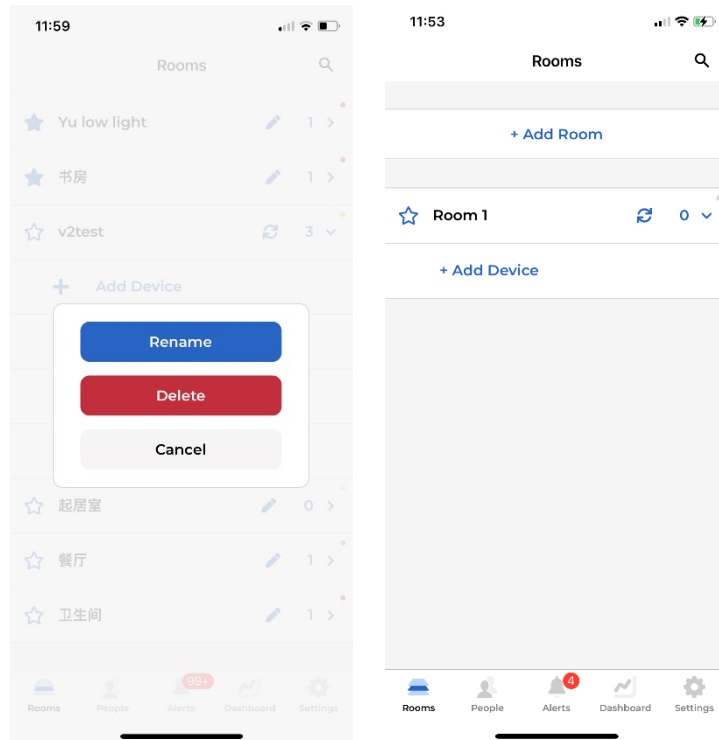 11:59
Rooms
Yu low light 1
书房 1
v2test 3
+ Add Device
Rename
Delete
Cancel
起居室 0
餐厅 1
卫生间 1
99+
Rooms People Alerts Dashboard Settings
11:53
Rooms
+ Add Room
Room 1 0
+ Add Device
4
Rooms People Alerts Dashboard Settings